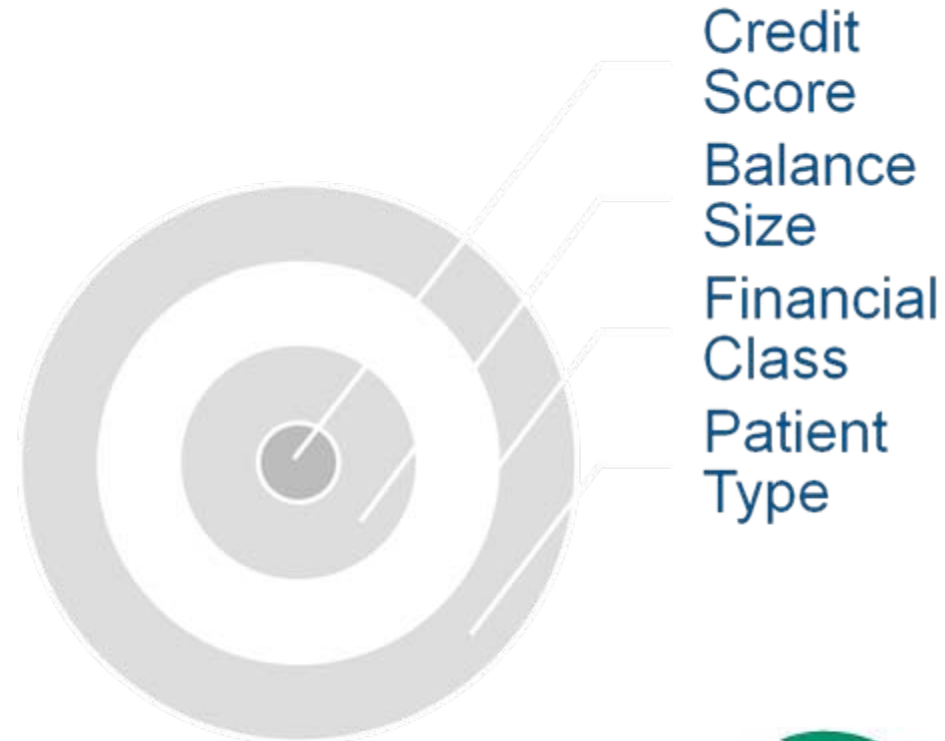 Credit
Score
Balance
Size
Financial
Class
Patient
Type